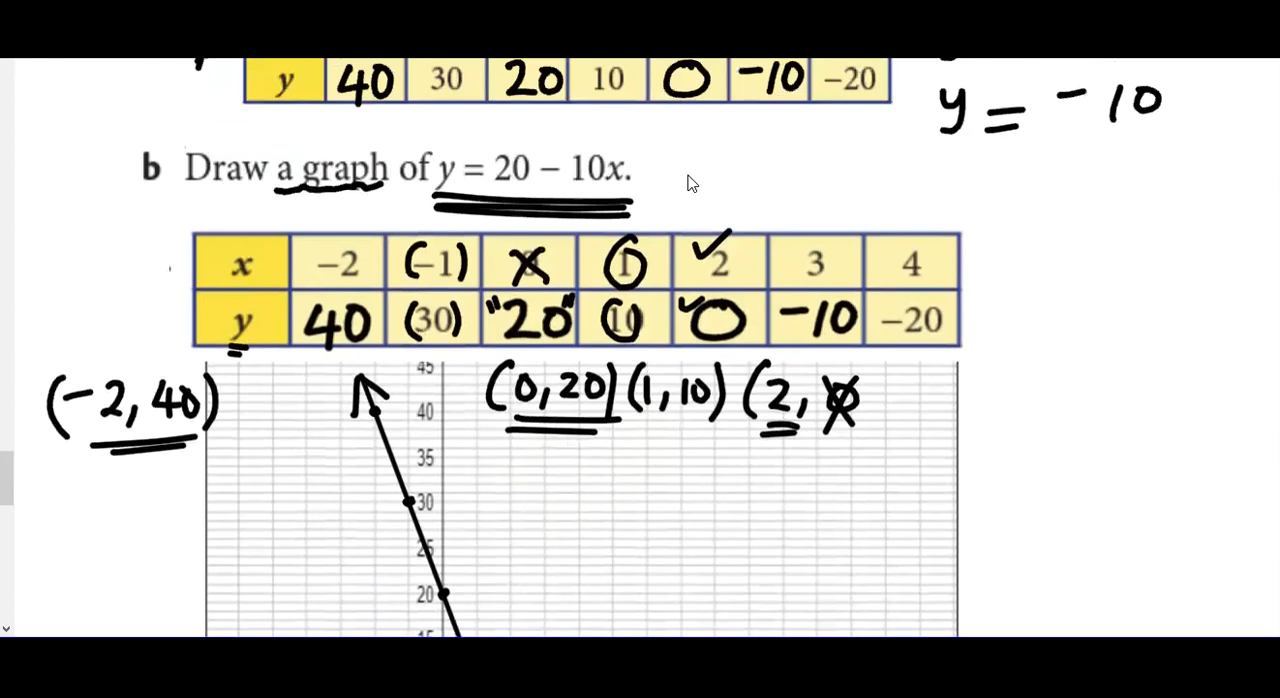 y 40 30 20 10 0 -10 -20
y = -10
b Draw a graph of y = 20 - 10x.
x -2 (-1) 1 2 3 4
y 40 (30) "20" (10) 0 -10 -20
(-2, 40)
45 (0, 20) (1, 10) (2, 0
40
35
30
25
20
15